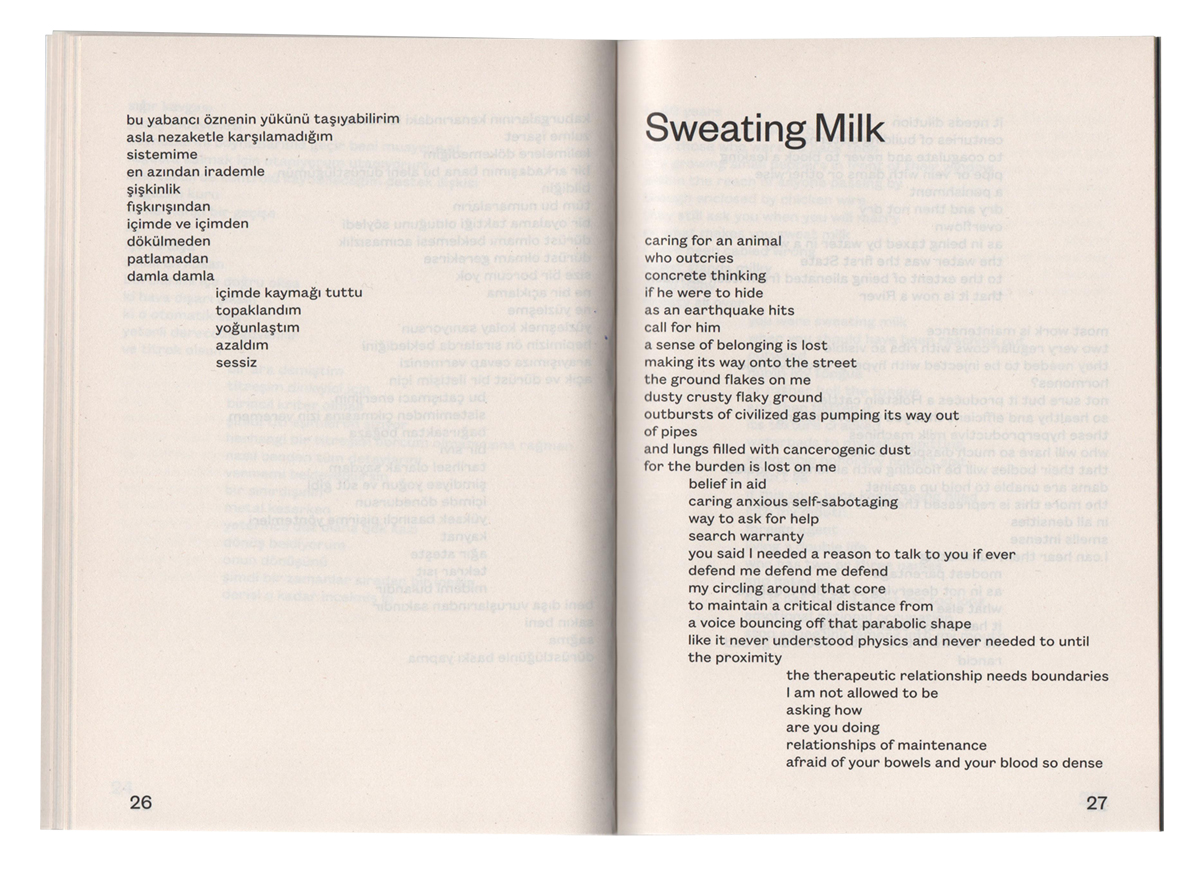 bu yabancı öznenin yükünü taşıyabilirim
asla nezaketle karşılamadığım
sistemime
en azından irademle
şişkinlik
fışkırışından
içimde ve içimden
dökülmeden
patlamadan
damla damla
içimde kaymağı tuttu
topaklandım
yoğunlaştım
azaldım
sessiz
26
Sweating Milk
caring for an animal
who outcries
concrete thinking
if he were to hide
as an earthquake hits
call for him
a sense of belonging is lost
making its way onto the street
the ground flakes on me
dusty crusty flaky ground
outbursts of civilized gas pumping its way out
of pipes
and lungs filled with cancerogenic dust
for the burden is lost on me
belief in aid
caring anxious self-sabotaging
way to ask for help
search warranty
you said I needed a reason to talk to you if ever
defend me defend me defend
my circling around that core
to maintain a critical distance from
a voice bouncing off that parabolic shape
like it never understood physics and never needed to until
the proximity
the therapeutic relationship needs boundaries
I am not allowed to be
asking how
are you doing
relationships of maintenance
afraid of your bowels and your blood so dense
27